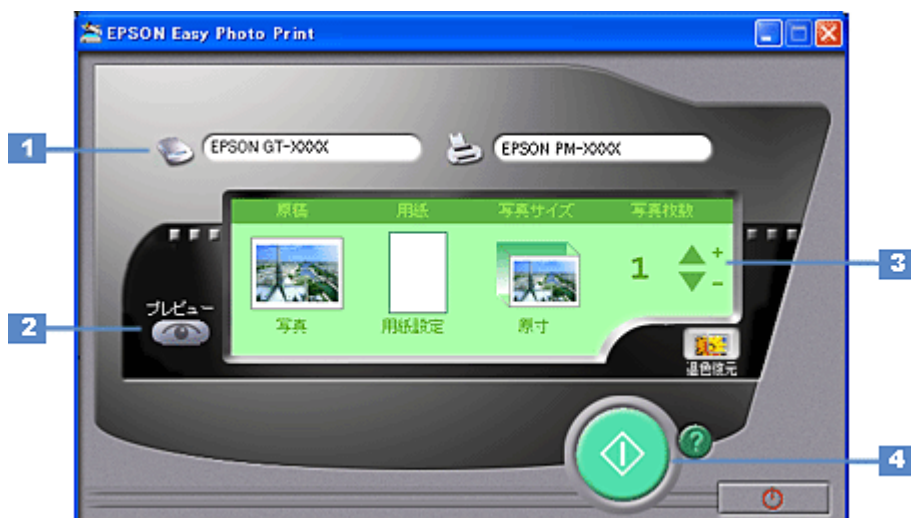 EPSON Easy Photo Print
1
EPSON GT-XXXX
EPSON PM-XXXX
原稿
用紙
写真サイズ
写真枚数
1
+
-
3
プレビュー
2
写真
用紙設定
原寸
退色復元
?
4